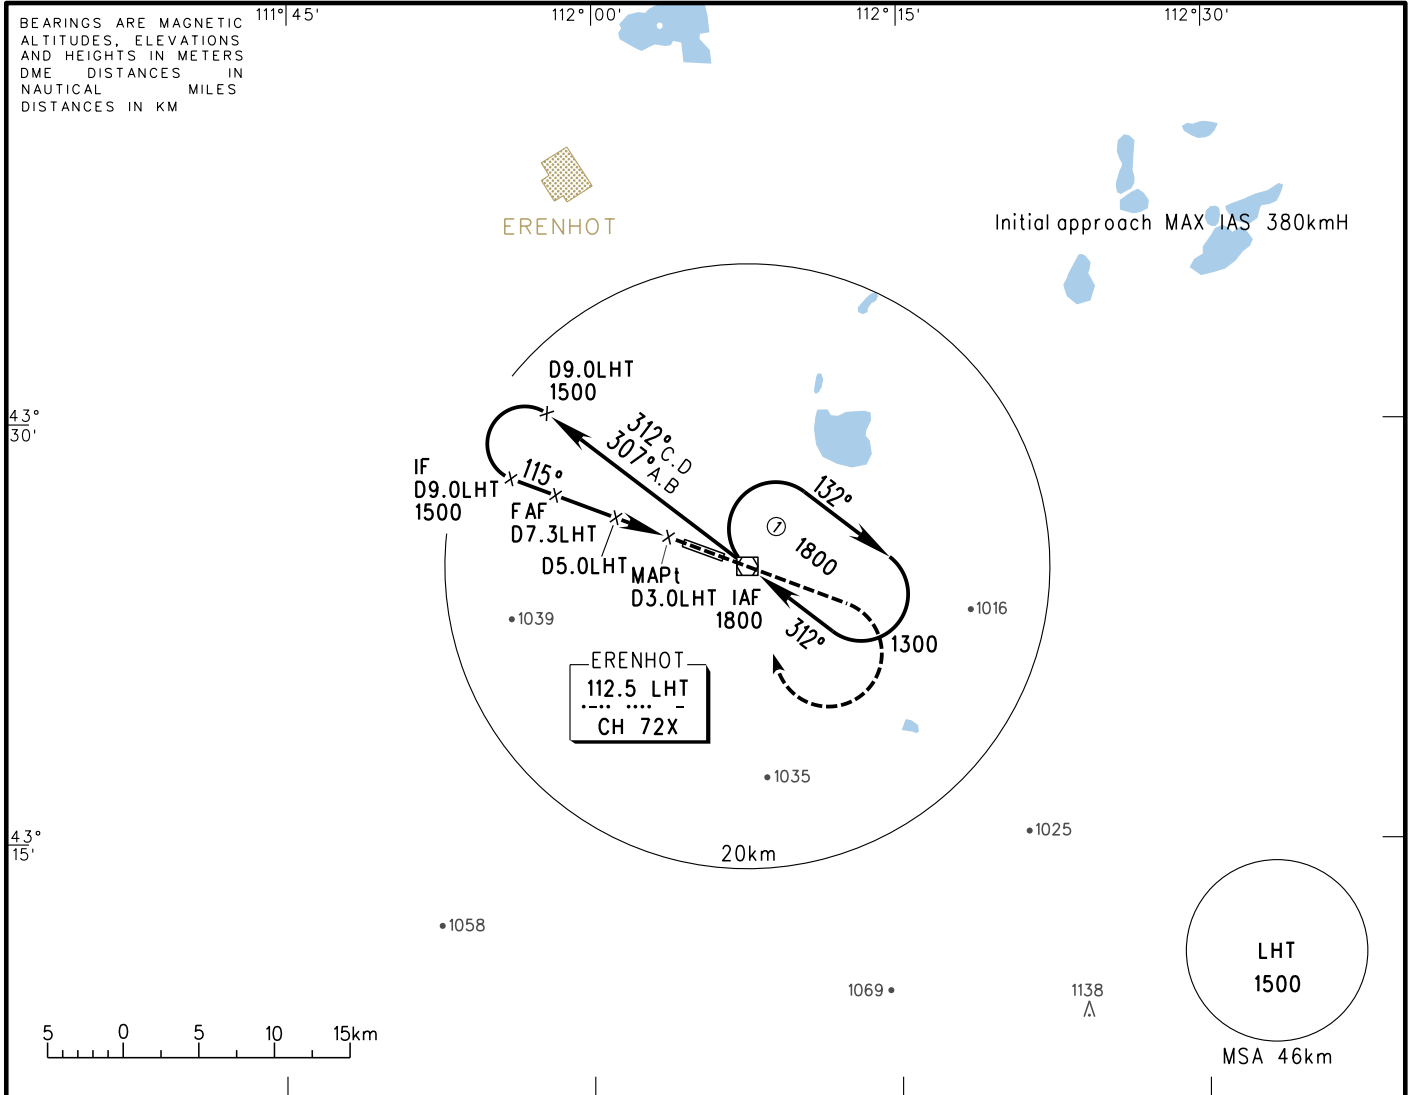 111° 45'
112° 00'
112° 15'
112° 30'
BEARINGS ARE MAGNETIC
ALTITUDES, ELEVATIONS
AND HEIGHTS IN METERS
DME DISTANCES IN
NAUTICAL MILES
DISTANCES IN KM
ERENHOT
Initial approach MAX IAS 380kmH
D9.0LHT
1500
43°
30'
312° C.D
307° A.B
IF
D9.0LHT
1500
115°
FAF
D7.3LHT
D5.0LHT
MAPt
D3.0LHT
IAF
1800
132°
1
1800
312°
1300
1039
1016
ERENHOT
112.5 LHT
CH 72X
1035
1025
43°
15'
20km
1058
1069
1138
LHT
1500
MSA 46km
5 0 5 10 15km